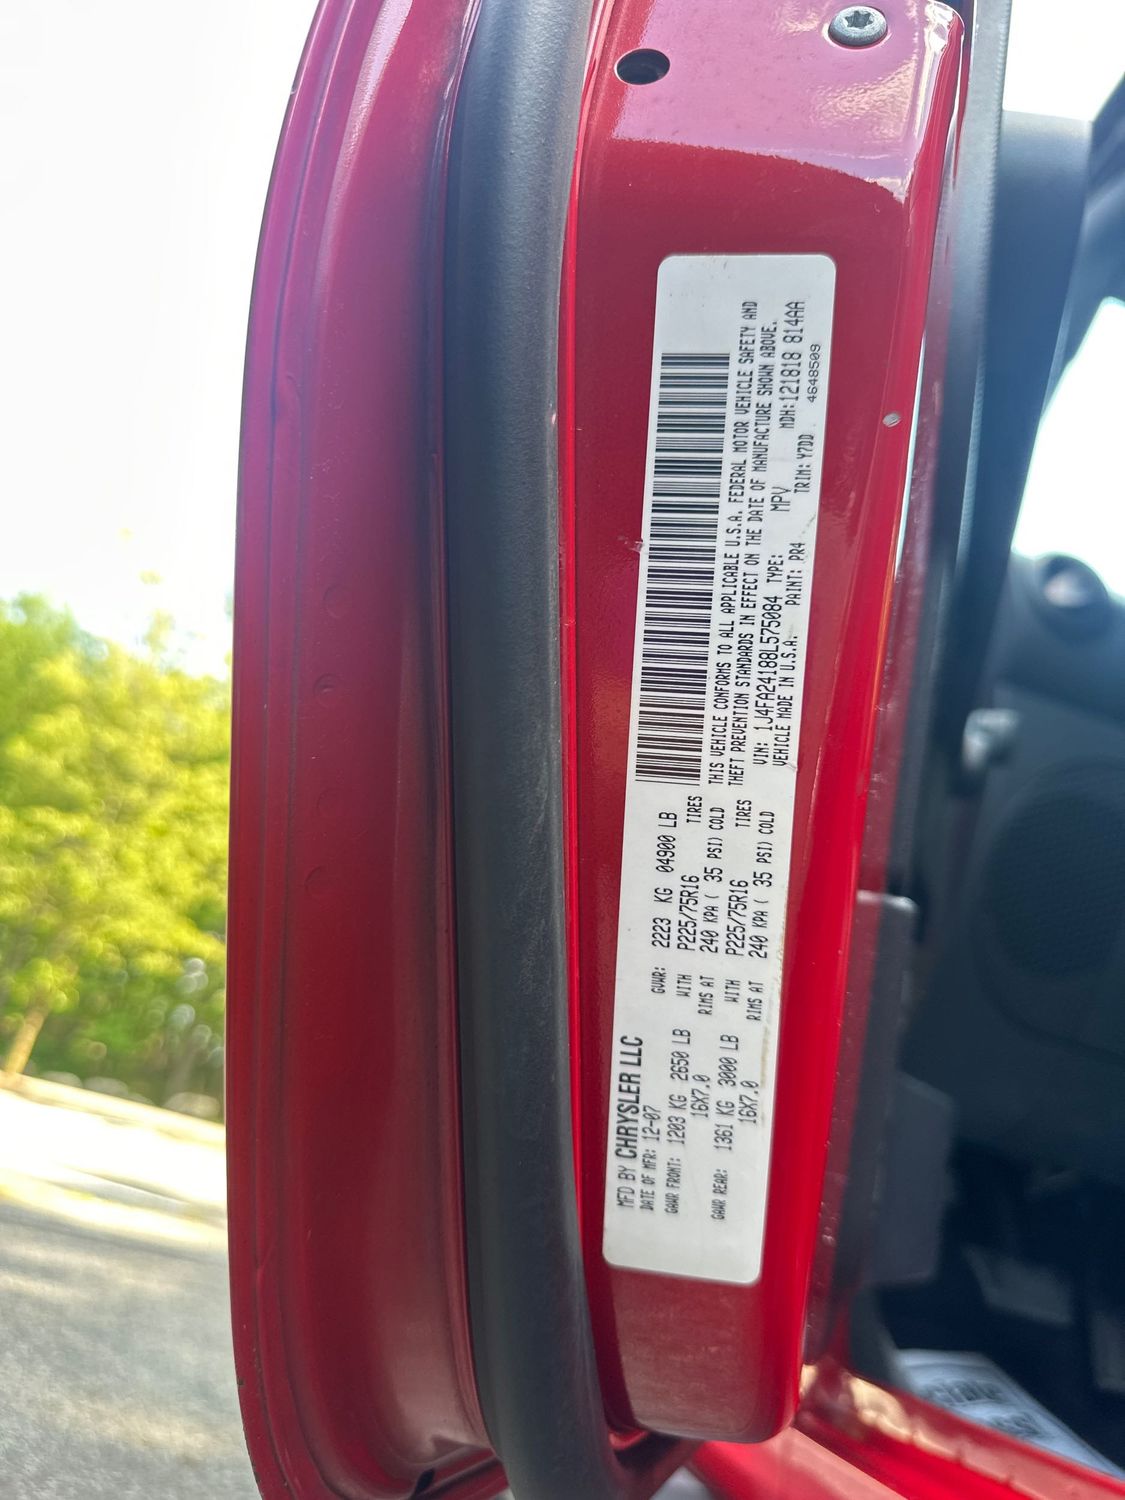 MFD BY CHRYSLER LLC
DATE OF MFR: 12-07
GVWR: 2223 KG 04900 LB
GAWR FRONT: 1203 KG 2650 LB
WITH P225/75R16 TIRES
16X7.0
RIMS AT 240 KPA ( 35 PSI) COLD
GAWR REAR: 1361 KG 3000 LB
WITH P225/75R16 TIRES
16X7.0
RIMS AT 240 KPA ( 35 PSI) COLD
THIS VEHICLE CONFORMS TO ALL APPLICABLE U.S.A. FEDERAL MOTOR VEHICLE SAFETY AND
THEFT PREVENTION STANDARDS IN EFFECT ON THE DATE OF MANUFACTURE SHOWN ABOVE.
VIN: 1J4FA24188L575084 TYPE: MPV MDH:121818 814AA
VEHICLE MADE IN U.S.A. PAINT: PR4 TRIM: Y7DD
4648509